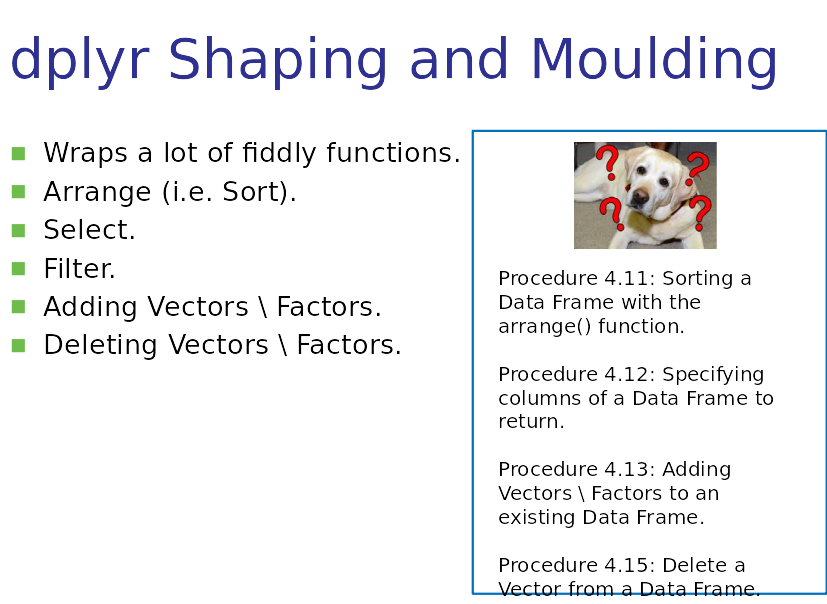 dplyr Shaping and Moulding
Wraps a lot of fiddly functions.
Arrange (i.e. Sort).
Select.
Filter.
Adding Vectors \ Factors.
Deleting Vectors \ Factors.
? ? ? ?
Procedure 4.11: Sorting a
Data Frame with the
arrange() function.
Procedure 4.12: Specifying
columns of a Data Frame to
return.
Procedure 4.13: Adding
Vectors \ Factors to an
existing Data Frame.
Procedure 4.15: Delete a
Vector from a Data Frame.